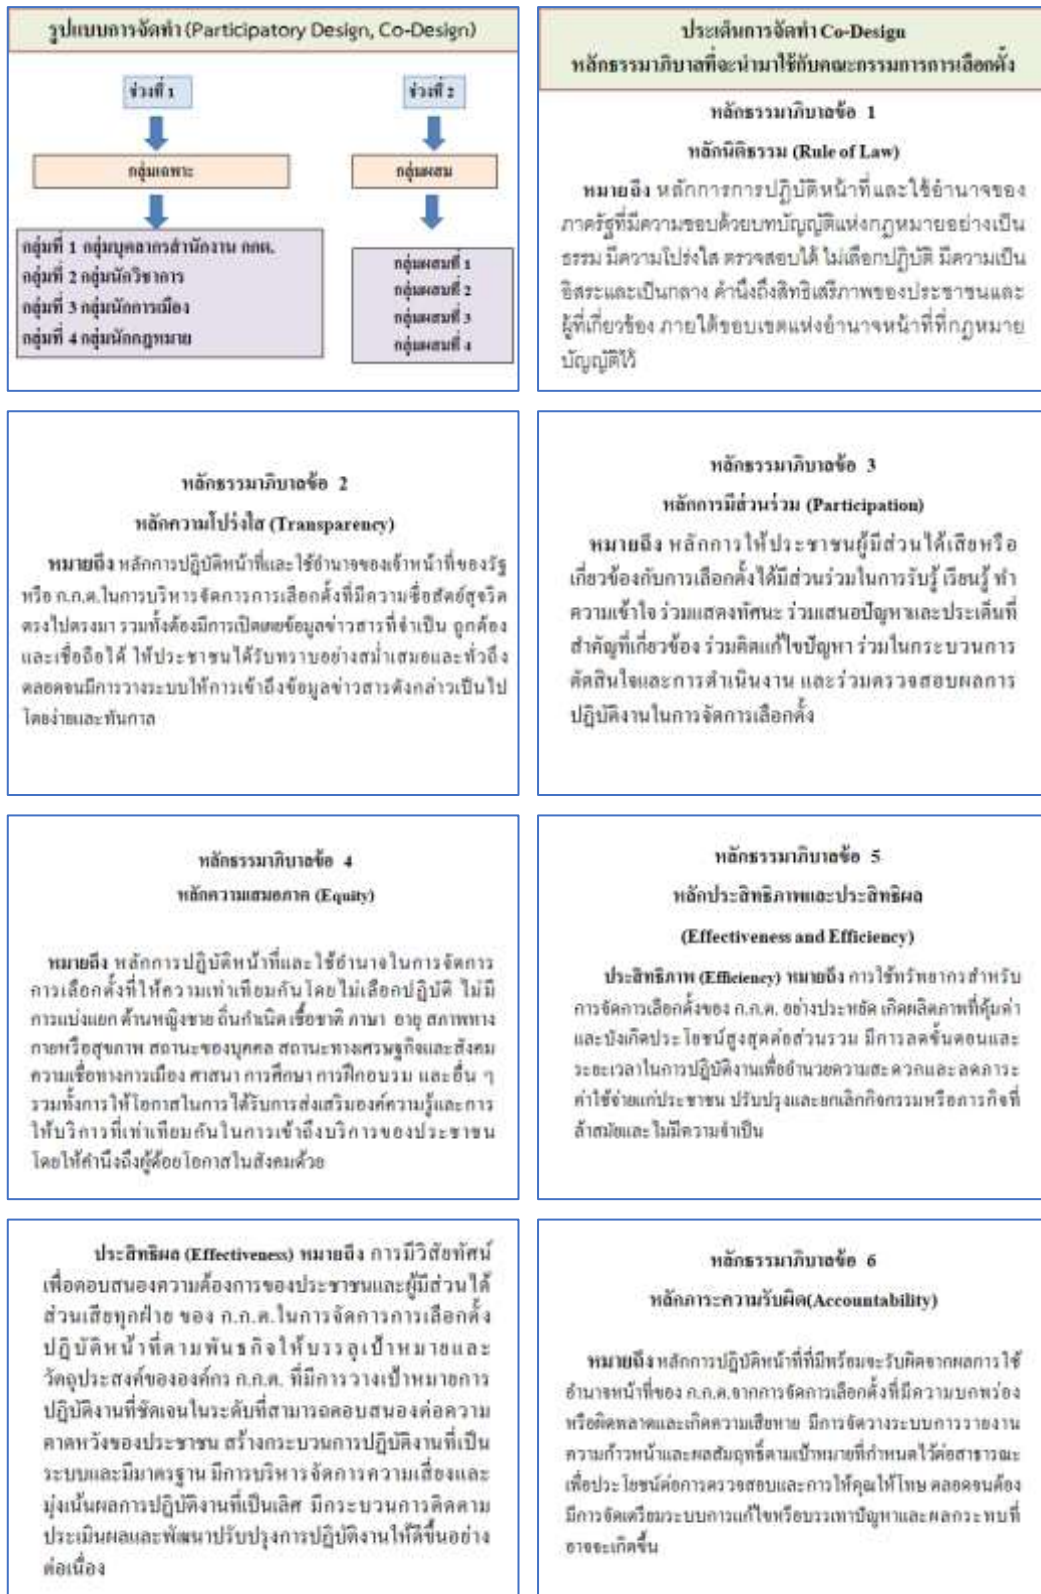 รูปแบบการจัดทำ (Participatory Design, Co-Design)
ช่วงที่ 1
ช่วงที่ 2
กลุ่มเฉพาะ
กลุ่มผสม
กลุ่มที่ 1 กลุ่มบุคลากรสำนักงาน กกต.
กลุ่มที่ 2 กลุ่มนักวิชาการ
กลุ่มที่ 3 กลุ่มนักการเมือง
กลุ่มที่ 4 กลุ่มนักกฎหมาย
กลุ่มผสมที่ 1
กลุ่มผสมที่ 2
กลุ่มผสมที่ 3
กลุ่มผสมที่ 4
ประเด็นการจัดทำ Co-Design
หลักธรรมาภิบาลที่จะนำมาใช้กับคณะกรรมการการเลือกตั้ง
หลักธรรมาภิบาลข้อ 1
หลักนิติธรรม (Rule of Law)
หมายถึง หลักการการปฏิบัติหน้าที่และใช้อำนาจของ
ภาครัฐที่มีความชอบด้วยบทบัญญัติแห่งกฎหมายอย่างเป็น
ธรรม มีความโปร่งใส ตรวจสอบได้ ไม่เลือกปฏิบัติ มีความเป็น
อิสระและเป็นกลาง คำนึงถึงสิทธิเสรีภาพของประชาชนและ
ผู้ที่เกี่ยวข้อง ภายใต้ขอบเขตแห่งอำนาจหน้าที่ที่กฎหมาย
บัญญัติไว้
หลักธรรมาภิบาลข้อ 2
หลักความโปร่งใส (Transparency)
หมายถึง หลักการปฏิบัติหน้าที่และใช้อำนาจของเจ้าหน้าที่ของรัฐ
หรือ ก.ก.ต.ในการบริหารจัดการการเลือกตั้งที่มีความซื่อสัตย์สุจริต
ตรงไปตรงมา รวมทั้งต้องมีการเปิดเผยข้อมูลข่าวสารที่จำเป็น ถูกต้อง
และเชื่อถือได้ ให้ประชาชนได้รับทราบอย่างสม่ำเสมอและทั่วถึง
ตลอดจนมีการวางระบบให้การเข้าถึงข้อมูลข่าวสารดังกล่าวเป็นไป
โดยง่ายและทันกาล
หลักธรรมาภิบาลข้อ 3
หลักการมีส่วนร่วม (Participation)
หมายถึง หลักการให้ประชาชนผู้มีส่วนได้เสียหรือ
เกี่ยวข้องกับการเลือกตั้งได้มีส่วนร่วมในการรับรู้ เรียนรู้ ทำ
ความเข้าใจ ร่วมแสดงทัศนะ ร่วมเสนอปัญหาและประเด็นที่
สำคัญที่เกี่ยวข้อง ร่วมคิดแก้ไขปัญหา ร่วมในกระบวนการ
ตัดสินใจและการดำเนินงาน และร่วมตรวจสอบผลการ
ปฏิบัติงานในการจัดการเลือกตั้ง
หลักธรรมาภิบาลข้อ 4
หลักความเสมอภาค (Equity)
หมายถึง หลักการปฏิบัติหน้าที่และใช้อำนาจในการจัดการ
การเลือกตั้งที่ให้ความเท่าเทียมกันโดยไม่เลือกปฏิบัติ ไม่มี
การแบ่งแยก ด้านหญิงชาย ถิ่นกำเนิด เชื้อชาติ ภาษา อายุ สภาพทาง
กายหรือสุขภาพ สถานะของบุคคล สถานะทางเศรษฐกิจและสังคม
ความเชื่อทางการเมือง ศาสนา การศึกษา การฝึกอบรม และอื่น ๆ
รวมทั้งการให้โอกาสในการได้รับการส่งเสริมองค์ความรู้และการ
ให้บริการที่เท่าเทียมกันในการเข้าถึงบริการของประชาชน
โดยให้คำนึงถึงผู้ด้อยโอกาสในสังคมด้วย
หลักธรรมาภิบาลข้อ 5
หลักประสิทธิภาพและประสิทธิผล
(Effectiveness and Efficiency)
ประสิทธิภาพ (Efficiency) หมายถึง การใช้ทรัพยากรสำหรับ
การจัดการเลือกตั้งของ ก.ก.ต. อย่างประหยัด เกิดผลิตภาพที่คุ้มค่า
และบังเกิดประโยชน์สูงสุดต่อส่วนรวม มีการลดขั้นตอนและ
ระยะเวลาในการปฏิบัติงานเพื่ออำนวยความสะดวกและลดภาระ
ค่าใช้จ่ายแก่ประชาชน ปรับปรุงและยกเลิกกิจกรรมหรือภารกิจที่
ล้าสมัยและไม่มีความจำเป็น
ประสิทธิผล (Effectiveness) หมายถึง การมีวิสัยทัศน์
เพื่อตอบสนองความต้องการของประชาชนและผู้มีส่วนได้
ส่วนเสียทุกฝ่าย ของ ก.ก.ต.ในการจัดการการเลือกตั้ง
ปฏิบัติหน้าที่ตามพันธกิจให้บรรลุเป้าหมายและ
วัตถุประสงค์ขององค์กร ก.ก.ต. ที่มีการวางเป้าหมายการ
ปฏิบัติงานที่ชัดเจนในระดับที่สามารถตอบสนองต่อความ
คาดหวังของประชาชน สร้างกระบวนการปฏิบัติงานที่เป็น
ระบบและมีมาตรฐาน มีการบริหารจัดการความเสี่ยงและ
มุ่งเน้นผลการปฏิบัติงานที่เป็นเลิศ มีกระบวนการติดตาม
ประเมินผลและพัฒนาปรับปรุงการปฏิบัติงานให้ดีขึ้นอย่าง
ต่อเนื่อง
หลักธรรมาภิบาลข้อ 6
หลักภาระความรับผิด(Accountability)
หมายถึง หลักการปฏิบัติหน้าที่ที่มีพร้อมจะรับผิดจากผลการใช้
อำนาจหน้าที่ของ ก.ก.ต.จากการจัดการเลือกตั้งที่มีความบกพร่อง
หรือผิดพลาดและเกิดความเสียหาย มีการจัดวางระบบการรายงาน
ความก้าวหน้าและผลสัมฤทธิ์ตามเป้าหมายที่กำหนดไว้ต่อสาธารณะ
เพื่อประโยชน์ต่อการตรวจสอบและการให้คุณให้โทษ ตลอดจนต้อง
มีการจัดเตรียมระบบการแก้ไขหรือบรรเทาปัญหาและผลกระทบที่
อาจจะเกิดขึ้น